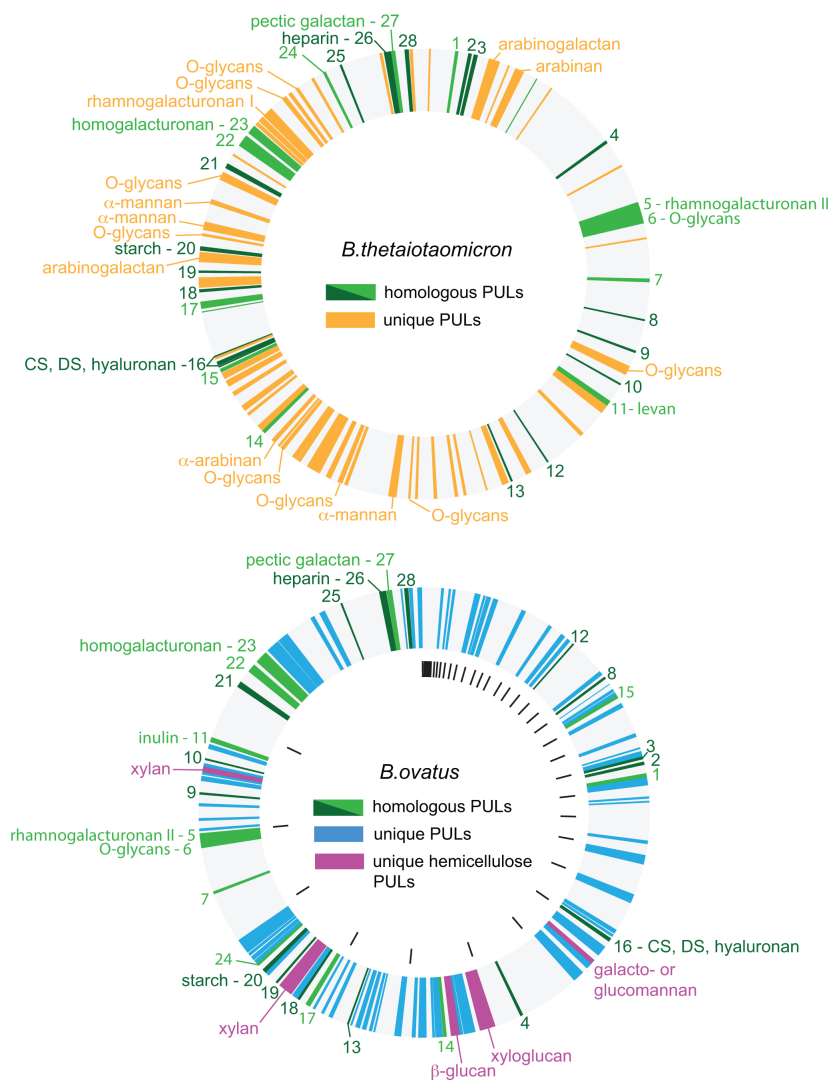 pectic galactan - 27
heparin - 26
28
1
23
25
24
arabinogalactan
arabinan
O-glycans
O-glycans
rhamnogalacturonan I
homogalacturonan - 23
22
21
4
O-glycans
α-mannan
α-mannan
O-glycans
5 - rhamnogalacturonan II
6 - O-glycans
starch - 20
arabinogalactan
B.thetaiotaomicron
19
18
17
homologous PULs
unique PULs
7
8
9
CS, DS, hyaluronan -16
15
O-glycans
10
11- levan
14
α-arabinan
O-glycans
O-glycans
α-mannan
O-glycans
13
12
pectic galactan - 27
heparin - 26
28
25
12
homogalacturonan - 23
22
21
8
15
inulin - 11
10
xylan
9
3
2
1
B.ovatus
homologous PULs
unique PULs
unique hemicellulose
PULs
rhamnogalacturonan II - 5
O-glycans - 6
7
24
starch - 20
19
xylan
18
17
13
14
β-glucan
xyloglucan
4
16 - CS, DS, hyaluronan
galacto- or
glucomannan